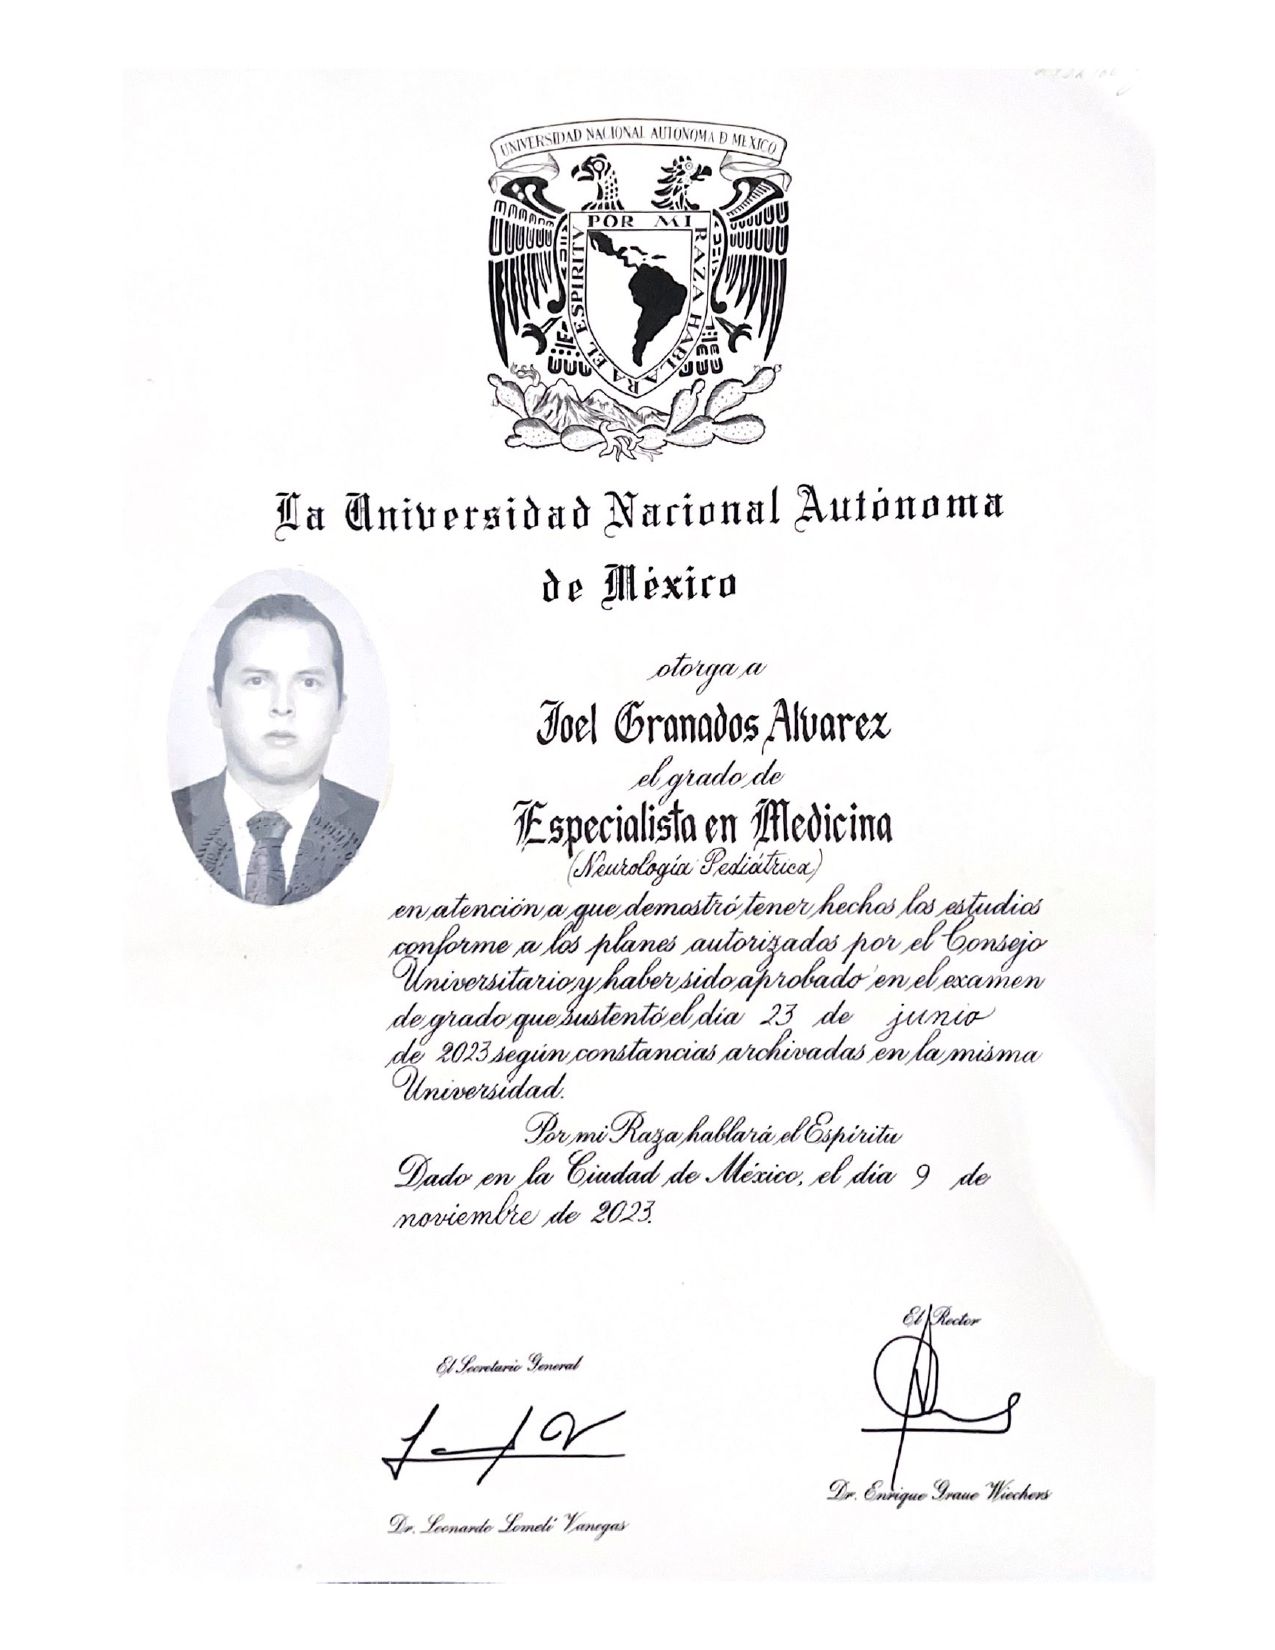 UNIVERSIDAD NACIONAL AUTONOMA D MEXICO
POR MI RAZA HABLARA EL ESPIRITV
La Universidad Nacional Autónoma
de México
otorga a
Joel Granados Alvarez
el grado de
Especialista en Medicina
(Neurología Pediátrica)
en atención a que demostró tener hechos los estudios
conforme a los planes autorizados por el Consejo
Universitario y haber sido aprobado en el examen
de grado que sustentó el día 23 de junio
de 2023 según constancias archivadas en la misma
Universidad.
Por mi Raza hablará el Espíritu
Dado en la Ciudad de México, el día 9 de
noviembre de 2023.
El Rector
El Secretario General
Dr. Enrique Graue Wiechers
Dr. Leonardo Lomelí Vanegas